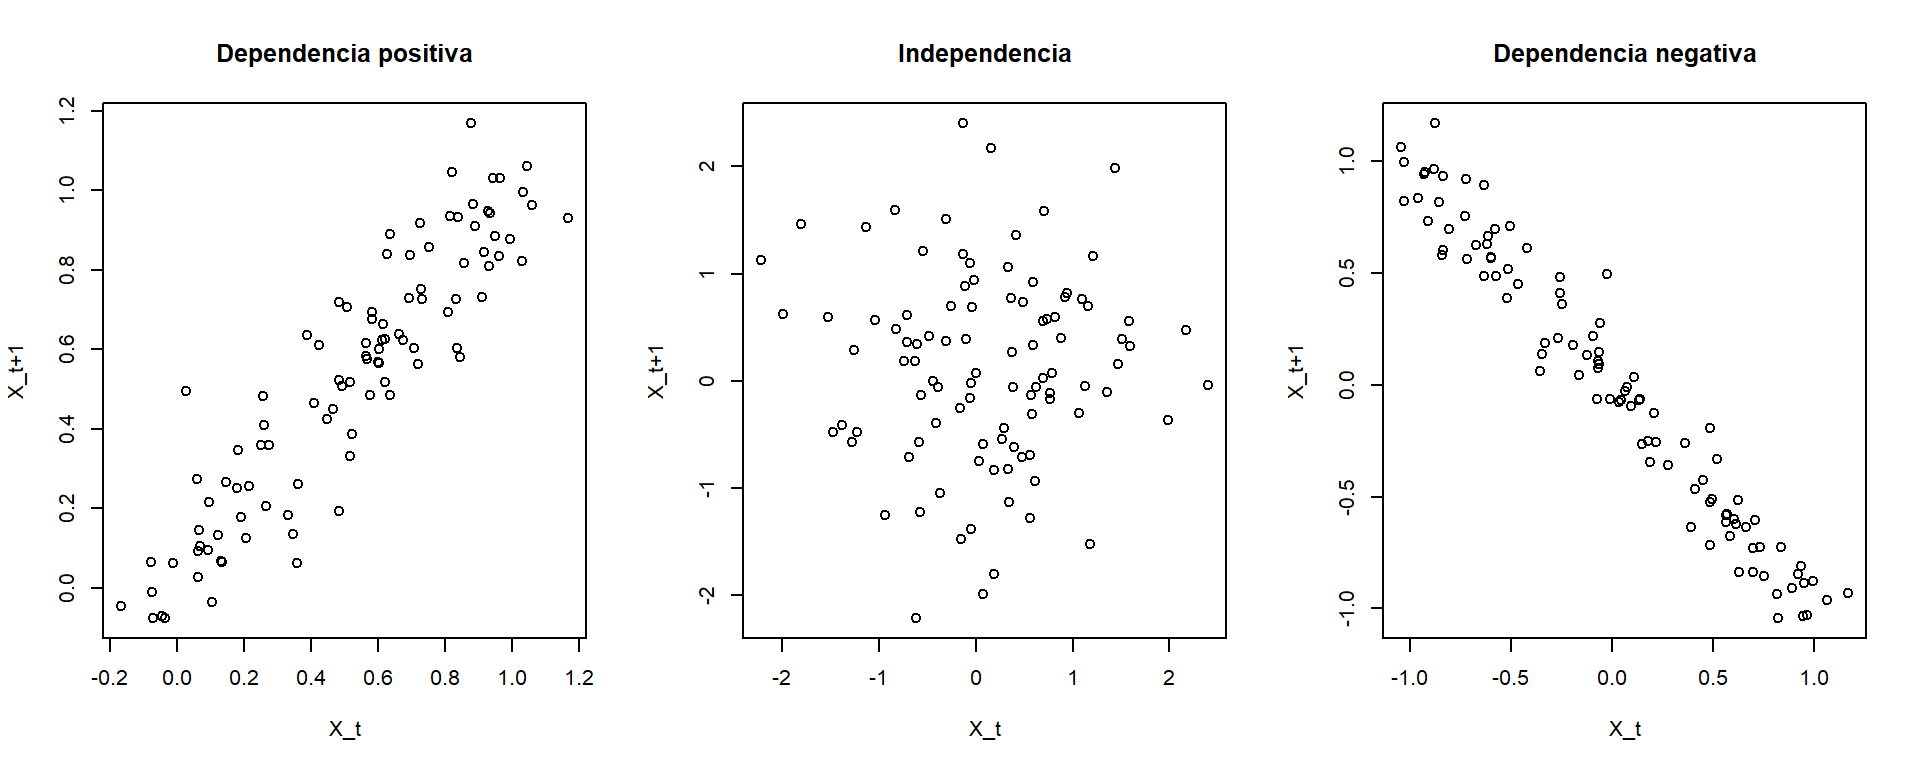 Dependencia positiva
X_t+1
0.0 0.2 0.4 0.6 0.8 1.0 1.2
-0.2 0.0 0.2 0.4 0.6 0.8 1.0 1.2
X_t
Independencia
X_t+1
-2 -1 0 1 2
-2 -1 0 1 2
X_t
Dependencia negativa
X_t+1
-1.0 -0.5 0.0 0.5 1.0
-1.0 -0.5 0.0 0.5 1.0
X_t